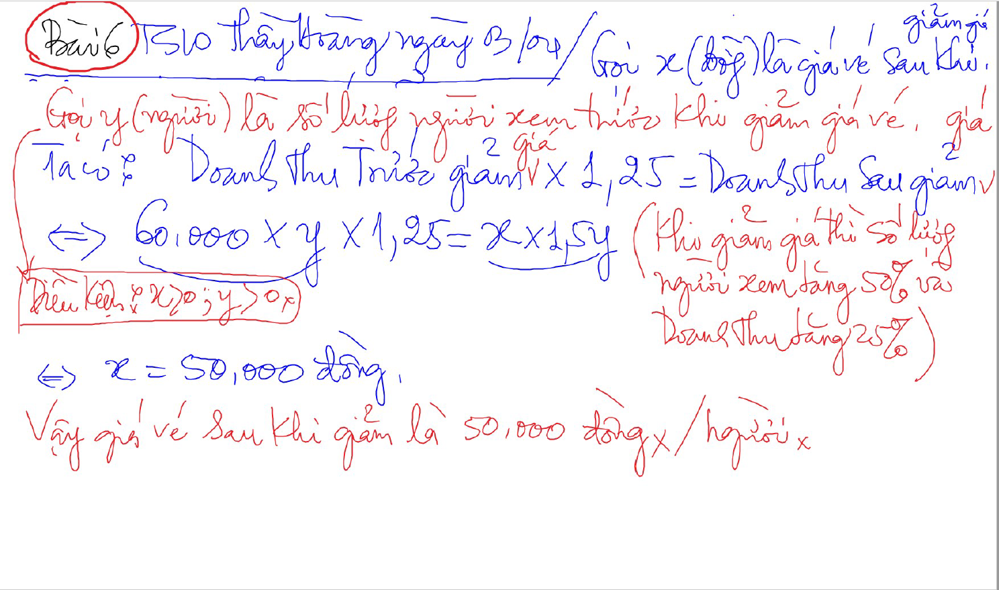 Bài 6 TS10 thầy Hoàng ngày 03/04/ Gọi x (đồng) là giá vé sau khi giảm giá.
Gọi y (người) là số lượng người xem trước khi giảm giá vé.
Ta có: Doanh thu trước giảm giá × 1,25 = Doanh thu sau giảm giá
<=> 60.000 × y × 1,25 = x × 1,5y (Khi giảm giá thì số lượng
người xem tăng 50% và
Doanh thu tăng 25%)
Điều kiện: x > 0; y > 0
<=> x = 50.000 đồng.
Vậy giá vé sau khi giảm là 50.000 đồng/người